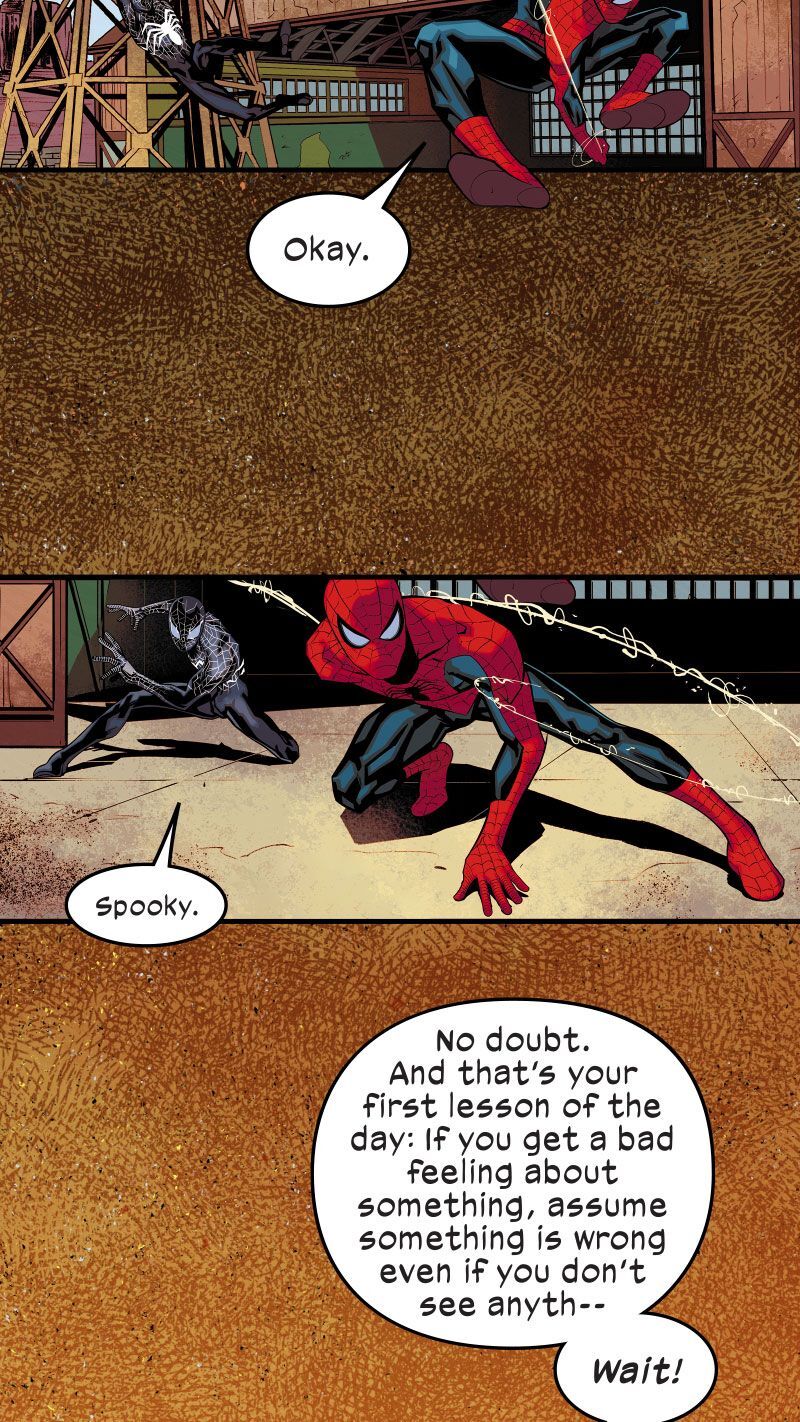 Okay.
Spooky.
No doubt.
And that's your
first lesson of the
day: If you get a bad
feeling about
something, assume
something is wrong
even if you don't
see anyth--
Wait!